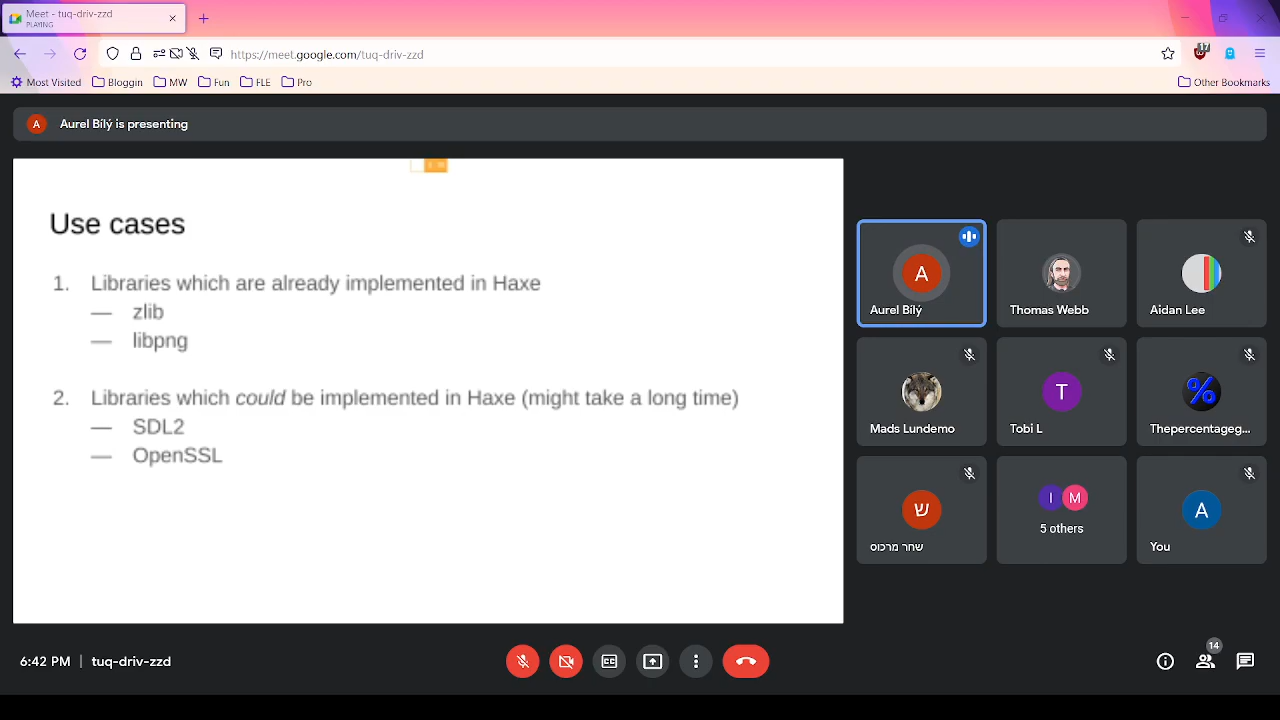 Meet - tuq-driv-zzd
PLAYING
https://meet.google.com/tuq-driv-zzd
17
Most Visited
Bloggin
MW
Fun
FLE
Pro
Other Bookmarks
A
Aurel Bílý is presenting
Use cases
1. Libraries which are already implemented in Haxe
— zlib
— libpng
2. Libraries which could be implemented in Haxe (might take a long time)
— SDL2
— OpenSSL
A
Aurel Bílý
Thomas Webb
Aidan Lee
Mads Lundemo
T
Tobi L
%
Thepercentageg...
ש
שחר מרכוס
I M
5 others
A
You
6:42 PM | tuq-driv-zzd
CC
14